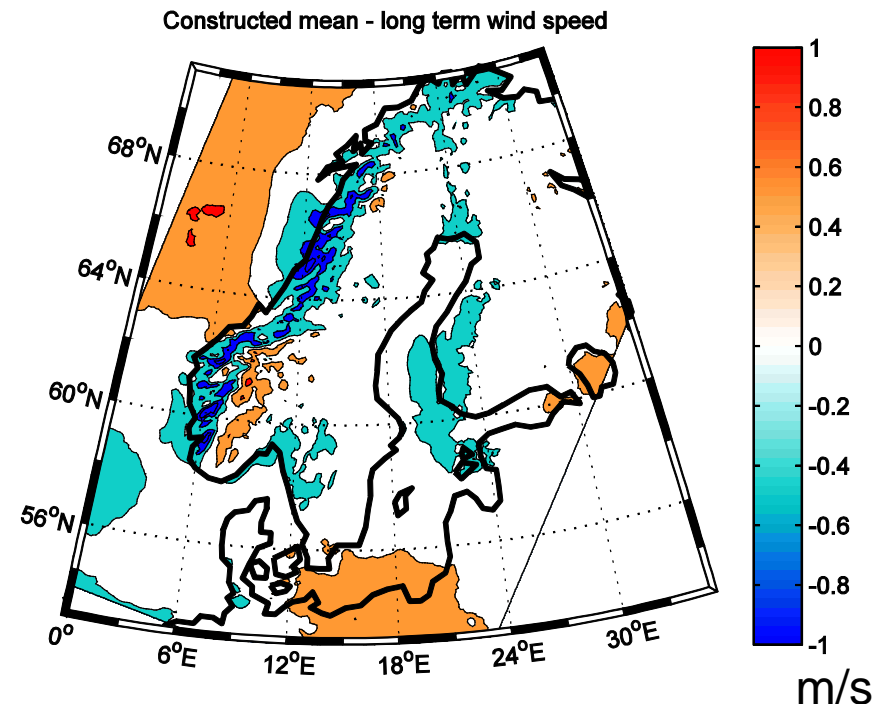 Constructed mean - long term wind speed
68°N
64°N
60°N
56°N
0°
6°E
12°E
18°E
24°E
30°E
1
0.8
0.6
0.4
0.2
0
-0.2
-0.4
-0.6
-0.8
-1
m/s